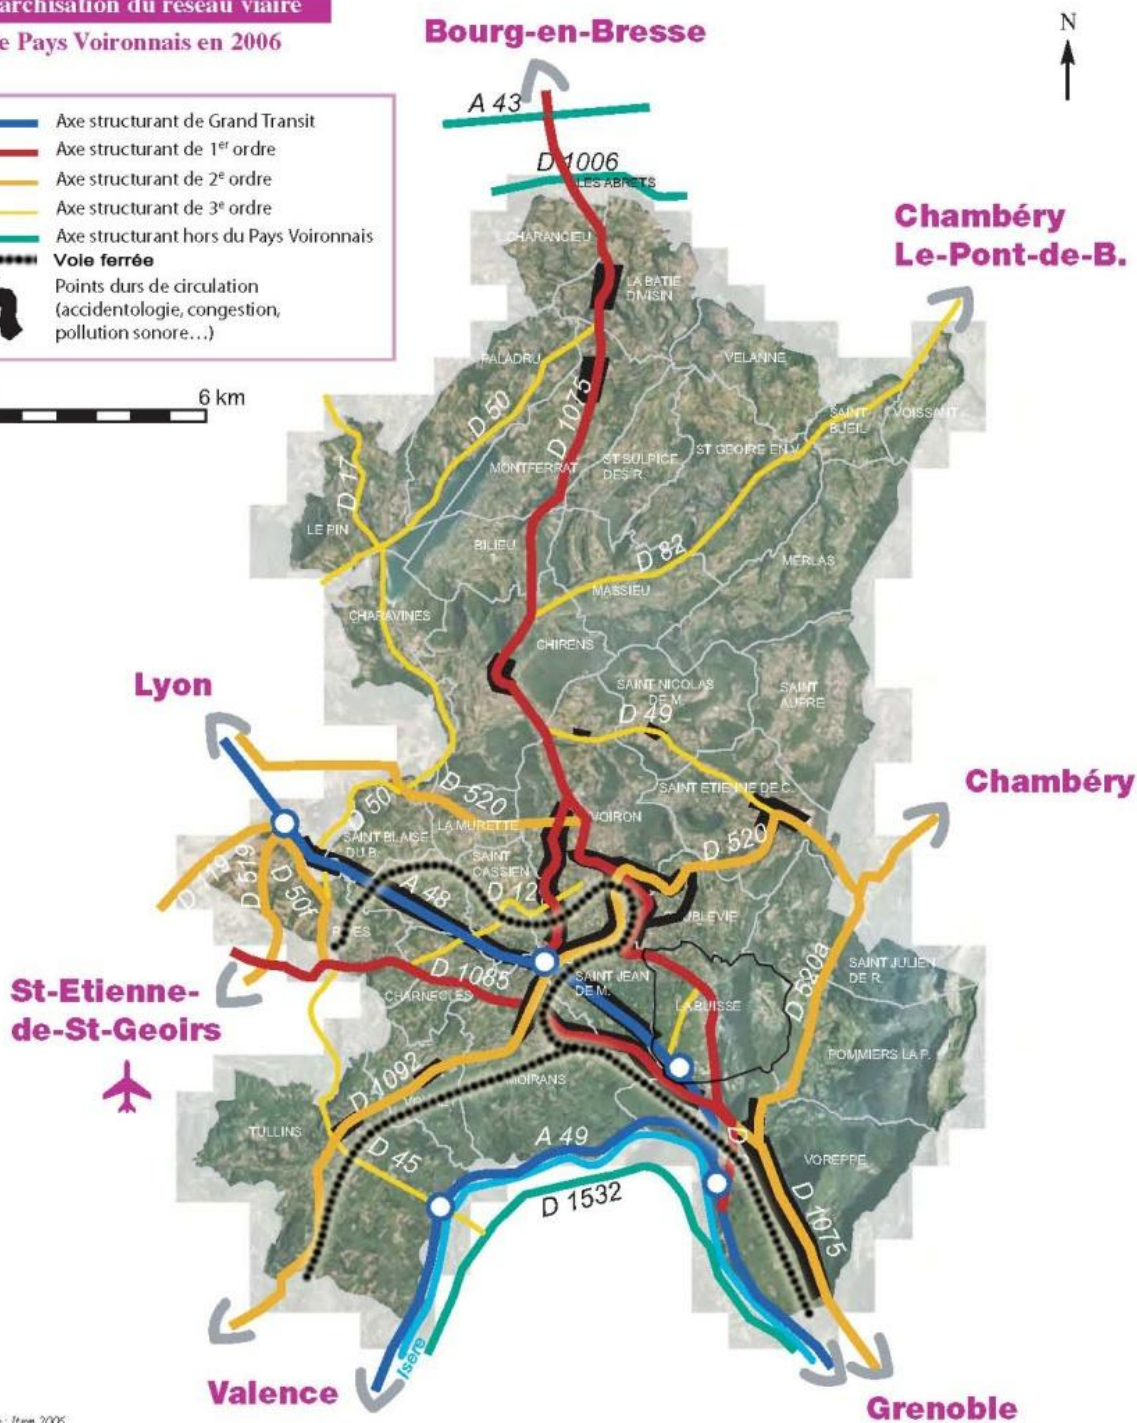 archisation du réseau viaire
e Pays Voironnais en 2006
Axe structurant de Grand Transit
Axe structurant de 1er ordre
Axe structurant de 2e ordre
Axe structurant de 3e ordre
Axe structurant hors du Pays Voironnais
Voie ferrée
Points durs de circulation
(accidentologie, congestion,
pollution sonore...)
6 km
N
Bourg-en-Bresse
A 43
D 1006
LES ABRETS
CHARANCIEU
Chambéry
Le-Pont-de-B.
LA BATIE
DIVISIN
PALADRU
VELANNE
D 50
D 1075
SAINT
BUEIL
VOISSANT
D 17
MONTFERRAT
ST SULPICE
DES R.
ST GEOIRE EN V.
LE PIN
BILIEU
D 82
MERLAS
MASSIEU
CHARAVINES
CHIRENS
Lyon
SAINT NICOLAS
DE M.
SAINT
AUPRE
D 49
Chambéry
SAINT ETIENNE DE C.
D 50
D 520
LA MURETTE
VOIRON
SAINT BLAISE
DU B.
D 520
SAINT
CASSIEN
D 519
A 48
D 12
D 1085
SAINT JEAN
DE M.
LA BUISSE
D 520a
SAINT JULIEN
DE R.
CHARNECLES
St-Etienne-
de-St-Geoirs
POMMIERS LA P.
MOIRANS
D 1092
TULLINS
D 45
A 49
VOREPPE
D 1532
D 1075
Isère
Valence
Grenoble